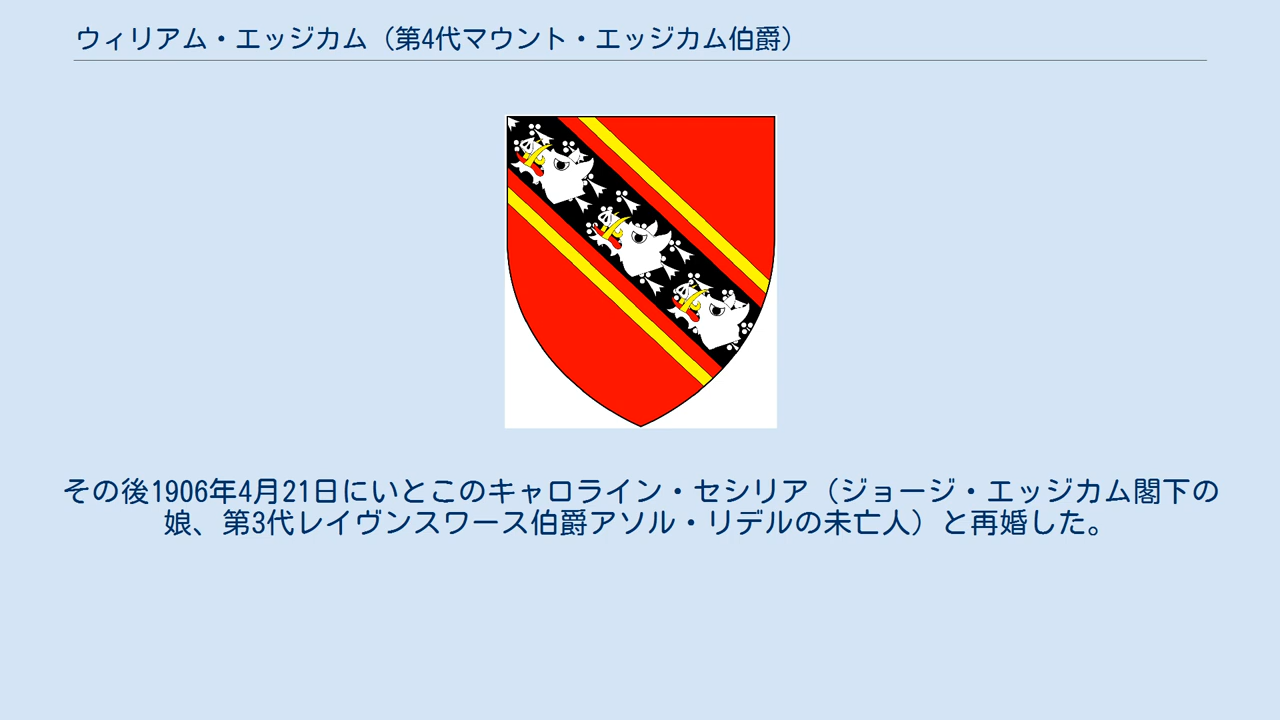 ウィリアム・エッジカム（第4代マウント・エッジカム伯爵）
その後1906年4月21日にいとこのキャロライン・セシリア（ジョージ・エッジカム閣下の
娘、第3代レイヴンスワース伯爵アソル・リデルの未亡人）と再婚した。